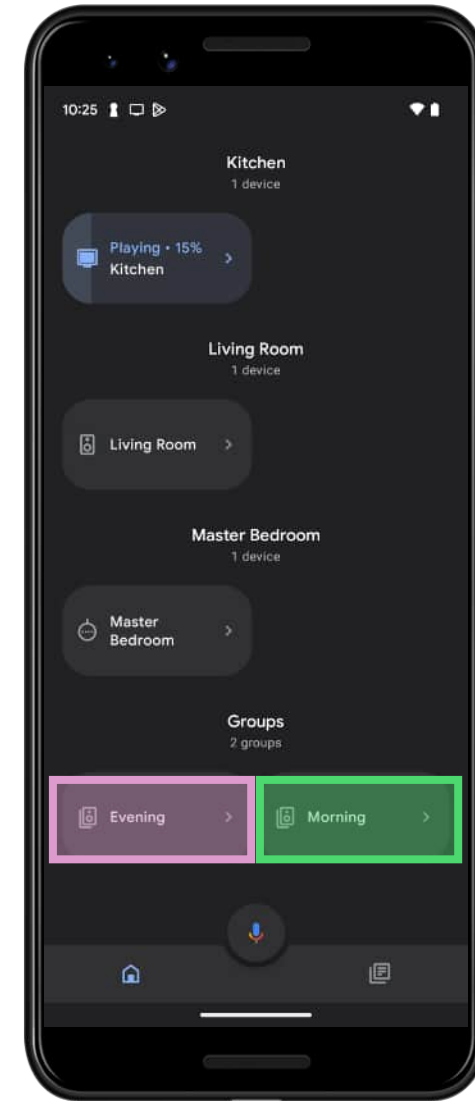 10:25
Kitchen
1 device
Playing • 15%
Kitchen
Living Room
1 device
Living Room
Master Bedroom
1 device
Master
Bedroom
Groups
2 groups
Evening
Morning